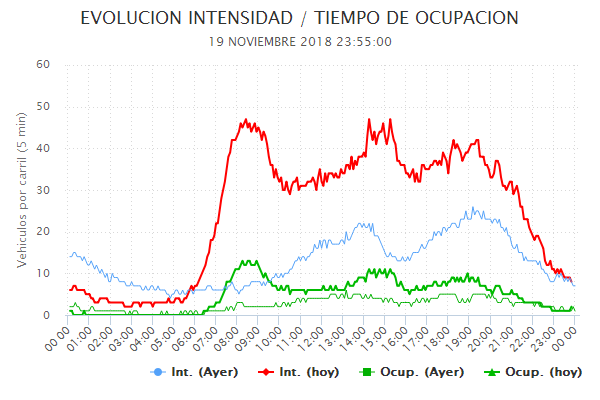 EVOLUCION INTENSIDAD / TIEMPO DE OCUPACION
19 NOVIEMBRE 2018 23:55:00
Vehículos por carril (5 min)
60
50
40
30
20
10
0
00:00 01:00 02:00 03:00 04:00 05:00 06:00 07:00 08:00 09:00 10:00 11:00 12:00 13:00 14:00 15:00 16:00 17:00 18:00 19:00 20:00 21:00 22:00 23:00 00:00
Int. (Ayer) Int. (hoy) Ocup. (Ayer) Ocup. (hoy)